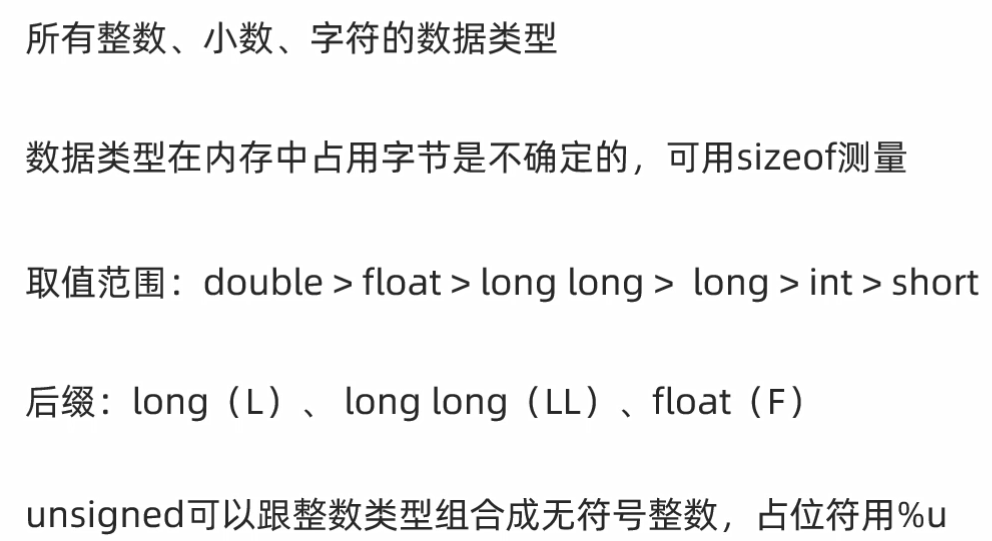 所有整数、小数、字符的数据类型
数据类型在内存中占用字节是不确定的，可用sizeof测量
取值范围：double > float > long long > long > int > short
后缀：long（L）、 long long（LL）、float（F）
unsigned可以跟整数类型组合成无符号整数，占位符用%u